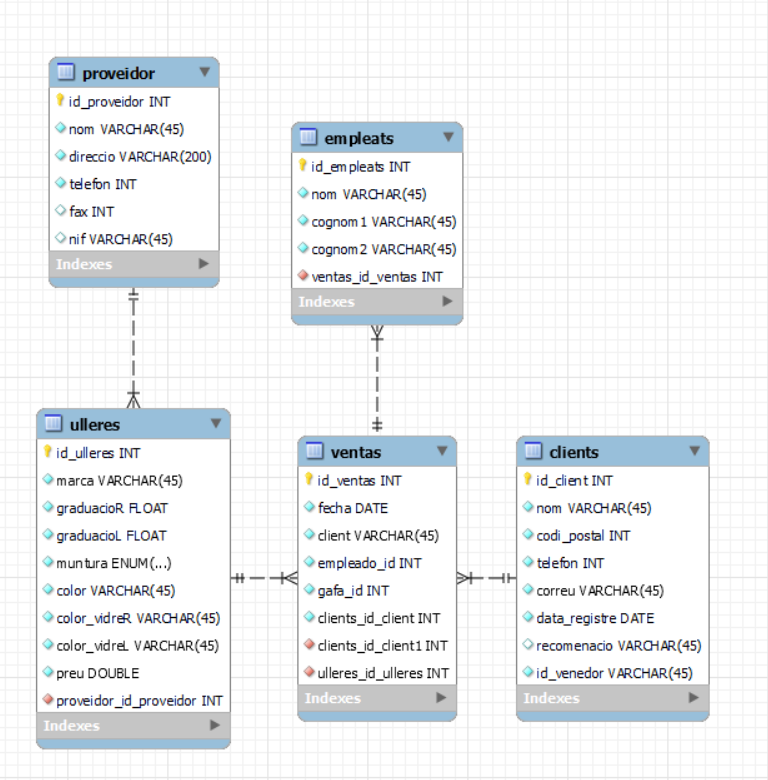 proveidor
id_proveidor INT
nom VARCHAR(45)
direccio VARCHAR(200)
telefon INT
fax INT
nif VARCHAR(45)
Indexes
empleats
id_empleats INT
nom VARCHAR(45)
cognom1 VARCHAR(45)
cognom2 VARCHAR(45)
ventas_id_ventas INT
Indexes
ulleres
id_ulleres INT
marca VARCHAR(45)
graduacioR FLOAT
graduacioL FLOAT
muntura ENUM(...)
color VARCHAR(45)
color_vidreR VARCHAR(45)
color_vidreL VARCHAR(45)
preu DOUBLE
proveidor_id_proveidor INT
Indexes
ventas
id_ventas INT
fecha DATE
client VARCHAR(45)
empleado_id INT
gafa_id INT
clients_id_client INT
clients_id_client1 INT
ulleres_id_ulleres INT
Indexes
clients
id_client INT
nom VARCHAR(45)
codi_postal INT
telefon INT
correu VARCHAR(45)
data_registre DATE
recomenacio VARCHAR(45)
id_venedor VARCHAR(45)
Indexes